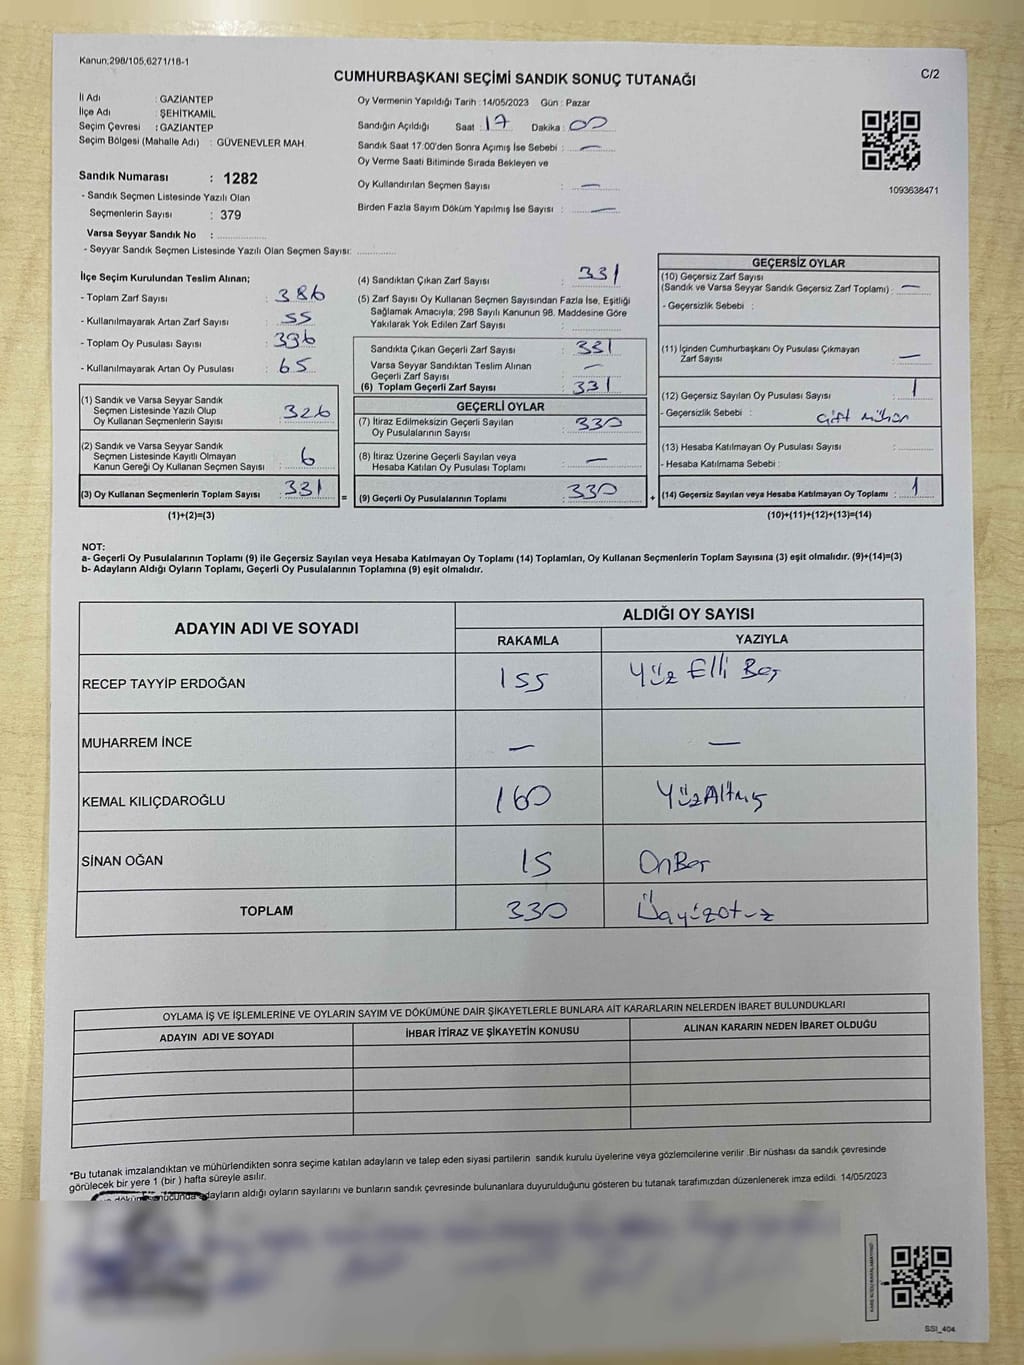 Kanun,298/105,6271/18-1
CUMHURBAŞKANI SEÇİMİ SANDIK SONUÇ TUTANAĞI
C/2
İl Adı : GAZİANTEP
İlçe Adı : ŞEHİTKAMİL
Seçim Çevresi : GAZİANTEP
Seçim Bölgesi (Mahalle Adı) : GÜVENEVLER MAH.
Sandık Numarası : 1282
- Sandık Seçmen Listesinde Yazılı Olan
Seçmenlerin Sayısı : 379
Varsa Seyyar Sandık No :
- Seyyar Sandık Seçmen Listesinde Yazılı Olan Seçmen Sayısı:
Oy Vermenin Yapıldığı Tarih : 14/05/2023 Gün : Pazar
Sandığın Açıldığı Saat : 17 Dakika : 00
Sandık Saat 17:00'den Sonra Açımış İse Sebebi : —
Oy Verme Saati Bitiminde Sırada Bekleyen ve
Oy Kullandırılan Seçmen Sayısı : —
Birden Fazla Sayım Döküm Yapılmış İse Sayısı : —
1093638471
İlçe Seçim Kurulundan Teslim Alınan;
- Toplam Zarf Sayısı : 386
- Kullanılmayarak Artan Zarf Sayısı : 55
- Toplam Oy Pusulası Sayısı : 396
- Kullanılmayarak Artan Oy Pusulası : 65
(1) Sandık ve Varsa Seyyar Sandık
Seçmen Listesinde Yazılı Olup
Oy Kullanan Seçmenlerin Sayısı : 326
(2) Sandık ve Varsa Seyyar Sandık
Seçmen Listesinde Kayıtlı Olmayan
Kanun Gereği Oy Kullanan Seçmen Sayısı : 6
(3) Oy Kullanan Seçmenlerin Toplam Sayısı : 331
(1)+(2)=(3)
(4) Sandıktan Çıkan Zarf Sayısı : 331
(5) Zarf Sayısı Oy Kullanan Seçmen Sayısından Fazla İse, Eşitliği
Sağlamak Amacıyla; 298 Sayılı Kanunun 98. Maddesine Göre
Yakılarak Yok Edilen Zarf Sayısı :
Sandıkta Çıkan Geçerli Zarf Sayısı : 331
Varsa Seyyar Sandıktan Teslim Alınan
Geçerli Zarf Sayısı : —
(6) Toplam Geçerli Zarf Sayısı : 331
GEÇERLİ OYLAR
(7) İtiraz Edilmeksizin Geçerli Sayılan
Oy Pusulalarının Sayısı : 330
(8) İtiraz Üzerine Geçerli Sayılan veya
Hesaba Katılan Oy Pusulası Toplamı : —
= (9) Geçerli Oy Pusulalarının Toplamı : 330 +
GEÇERSİZ OYLAR
(10) Geçersiz Zarf Sayısı
(Sandık ve Varsa Seyyar Sandık Geçersiz Zarf Toplamı) : —
- Geçersizlik Sebebi :
(11) İçinden Cumhurbaşkanı Oy Pusulası Çıkmayan
Zarf Sayısı : —
(12) Geçersiz Sayılan Oy Pusulası Sayısı : 1
- Geçersizlik Sebebi : Çift mühür
(13) Hesaba Katılmayan Oy Pusulası Sayısı :
- Hesaba Katılmama Sebebi :
(14) Geçersiz Sayılan veya Hesaba Katılmayan Oy Toplamı : 1
(10)+(11)+(12)+(13)=(14)
NOT:
a- Geçerli Oy Pusulalarının Toplamı (9) ile Geçersiz Sayılan veya Hesaba Katılmayan Oy Toplamı (14) Toplamları, Oy Kullanan Seçmenlerin Toplam Sayısına (3) eşit olmalıdır. (9)+(14)=(3)
b- Adayların Aldığı Oyların Toplamı, Geçerli Oy Pusulalarının Toplamına (9) eşit olmalıdır.
ADAYIN ADI VE SOYADI
ALDIĞI OY SAYISI
RAKAMLA YAZIYLA
RECEP TAYYİP ERDOĞAN 155 Yüz Elli Beş
MUHARREM İNCE — —
KEMAL KILIÇDAROĞLU 160 YüzAltmış
SİNAN OĞAN 15 OnBeş
TOPLAM 330 Üçyüzotuz
OYLAMA İŞ VE İŞLEMLERİNE VE OYLARIN SAYIM VE DÖKÜMÜNE DAİR ŞİKAYETLERLE BUNLARA AİT KARARLARIN NELERDEN İBARET BULUNDUKLARI
ADAYIN ADI VE SOYADI İHBAR İTİRAZ VE ŞİKAYETİN KONUSU ALINAN KARARIN NEDEN İBARET OLDUĞU
*Bu tutanak imzalandıktan ve mühürlendikten sonra seçime katılan adayların ve talep eden siyasi partilerin sandık kurulu üyelerine veya gözlemcilerine verilir .Bir nüshası da sandık çevresinde
görülecek bir yere 1 (bir ) hafta süreyle asılır.
adayların aldığı oyların sayılarını ve bunların sandık çevresinde bulunanlara duyurulduğunu gösteren bu tutanak tarafımızdan düzenlenerek imza edildi. 14/05/2023
SSI_404